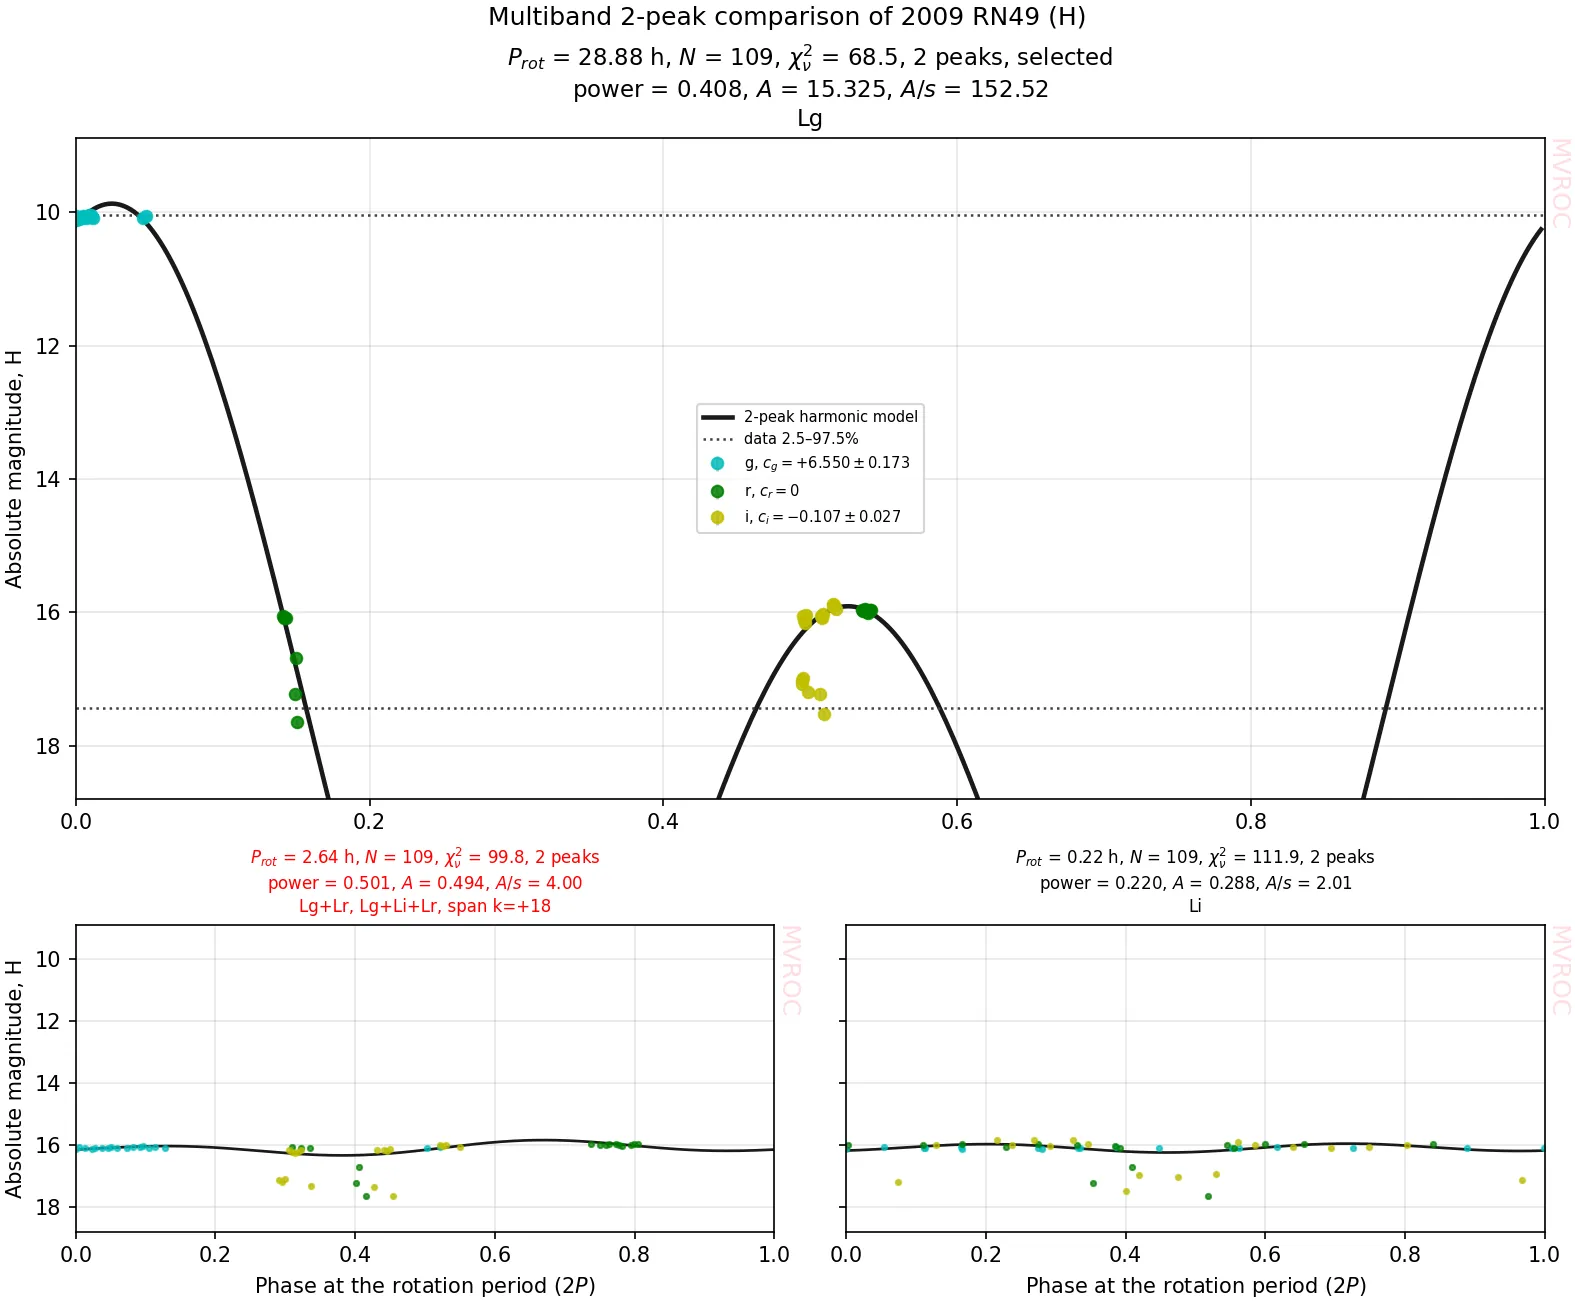 Multiband 2-peak comparison of 2009 RN49 (H)
P_rot = 28.88 h, N = 109, χ²_ν = 68.5, 2 peaks, selected
power = 0.408, A = 15.325, A/s = 152.52
Lg
MVROC
Absolute magnitude, H
10
12
14
16
18
2-peak harmonic model
data 2.5–97.5%
g, c_g = +6.550 ± 0.173
r, c_r = 0
i, c_i = −0.107 ± 0.027
0.0 0.2 0.4 0.6 0.8 1.0
P_rot = 2.64 h, N = 109, χ²_ν = 99.8, 2 peaks
power = 0.501, A = 0.494, A/s = 4.00
Lg+Lr, Lg+Li+Lr, span k=+18
MVROC
Absolute magnitude, H
10
12
14
16
18
0.0 0.2 0.4 0.6 0.8 1.0
Phase at the rotation period (2P)
P_rot = 0.22 h, N = 109, χ²_ν = 111.9, 2 peaks
power = 0.220, A = 0.288, A/s = 2.01
Li
MVROC
0.0 0.2 0.4 0.6 0.8 1.0
Phase at the rotation period (2P)